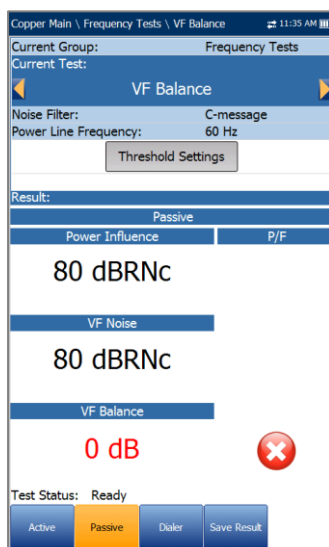 Copper Main \ Frequency Tests \ VF Balance 11:35 AM
Current Group: Frequency Tests
Current Test:
VF Balance
Noise Filter: C-message
Power Line Frequency: 60 Hz
Threshold Settings
Result:
Passive
Power Influence P/F
80 dBRNc
VF Noise
80 dBRNc
VF Balance
0 dB
Test Status: Ready
Active Passive Dialer Save Result